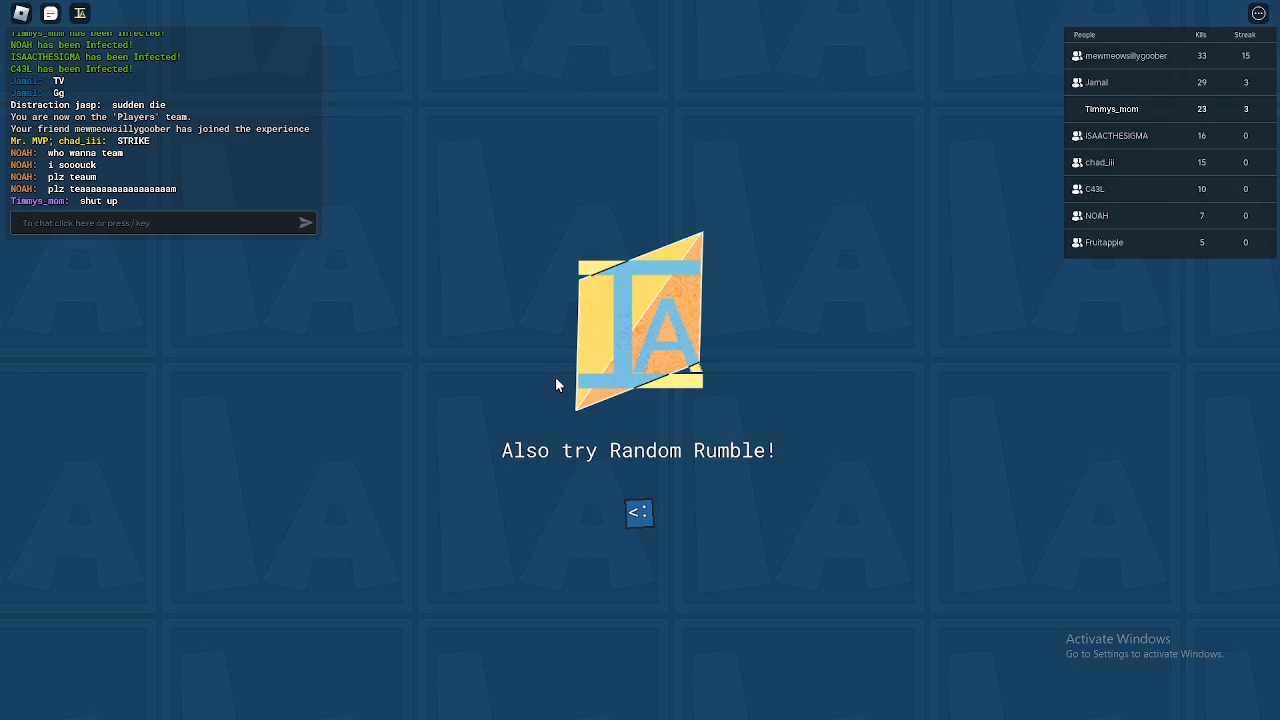 Timmys_mom has been Infected!
NOAH has been Infected!
ISAACTHESIGMA has been Infected!
C43L has been Infected!
Jamal: TV
Jamal: Gg
Distraction jasp: sudden die
You are now on the 'Players' team.
Your friend mewmeowsillygoober has joined the experience
Mr. MVP; chad_iii: STRIKE
NOAH: who wanna team
NOAH: i sooouck
NOAH: plz teaum
NOAH: plz teaaaaaaaaaaaaaaaaam
Timmys_mom: shut up
To chat click here or press / key
People Kills Streak
mewmeowsillygoober 33 15
Jamal 29 3
Timmys_mom 23 3
ISAACTHESIGMA 16 0
chad_iii 15 0
C43L 10 0
NOAH 7 0
Fruitapple 5 0
IA
Also try Random Rumble!
<:
Activate Windows
Go to Settings to activate Windows.